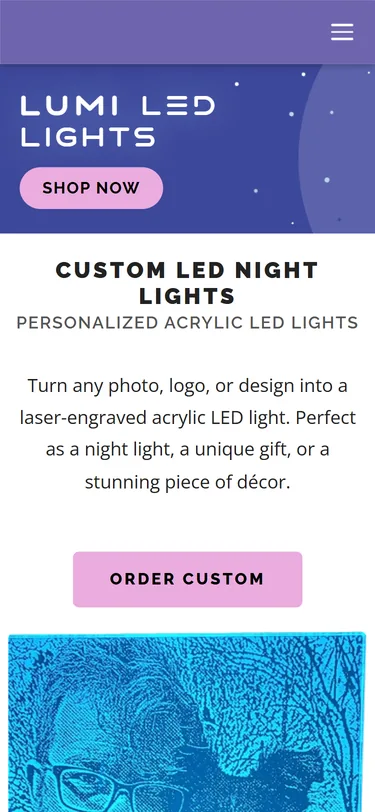 LUMI LED
LIGHTS
SHOP NOW
CUSTOM LED NIGHT
LIGHTS
PERSONALIZED ACRYLIC LED LIGHTS
Turn any photo, logo, or design into a
laser-engraved acrylic LED light. Perfect
as a night light, a unique gift, or a
stunning piece of décor.
ORDER CUSTOM